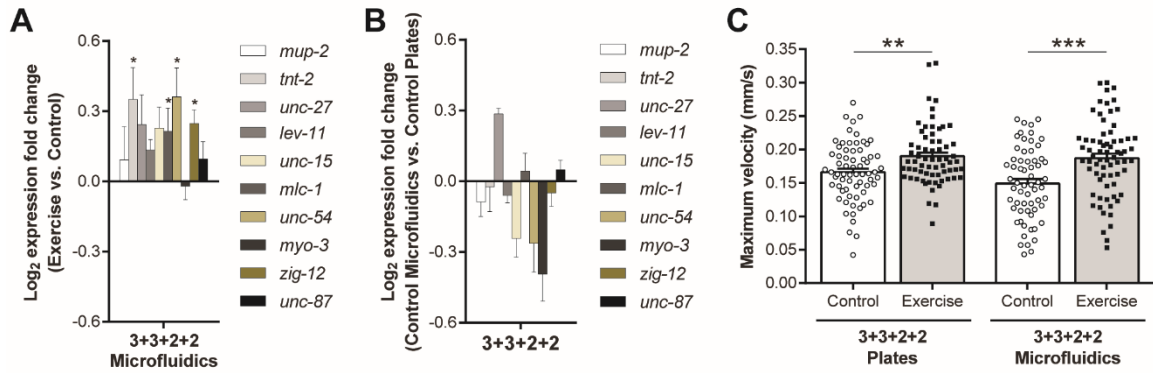 A
Log₂ expression fold change
(Exercise vs. Control)
0.6
0.3
0.0
-0.3
-0.6
*
*
*
*
3+3+2+2
Microfluidics
mup-2
tnt-2
unc-27
lev-11
unc-15
mlc-1
unc-54
myo-3
zig-12
unc-87
B
Log₂ expression fold change
(Control Microfluidics vs. Control Plates)
0.6
0.3
0.0
-0.3
-0.6
3+3+2+2
mup-2
tnt-2
unc-27
lev-11
unc-15
mlc-1
unc-54
myo-3
zig-12
unc-87
C
Maximum velocity (mm/s)
0.35
0.30
0.25
0.20
0.15
0.10
0.05
0.00
**
***
Control
Exercise
Control
Exercise
3+3+2+2
Plates
3+3+2+2
Microfluidics